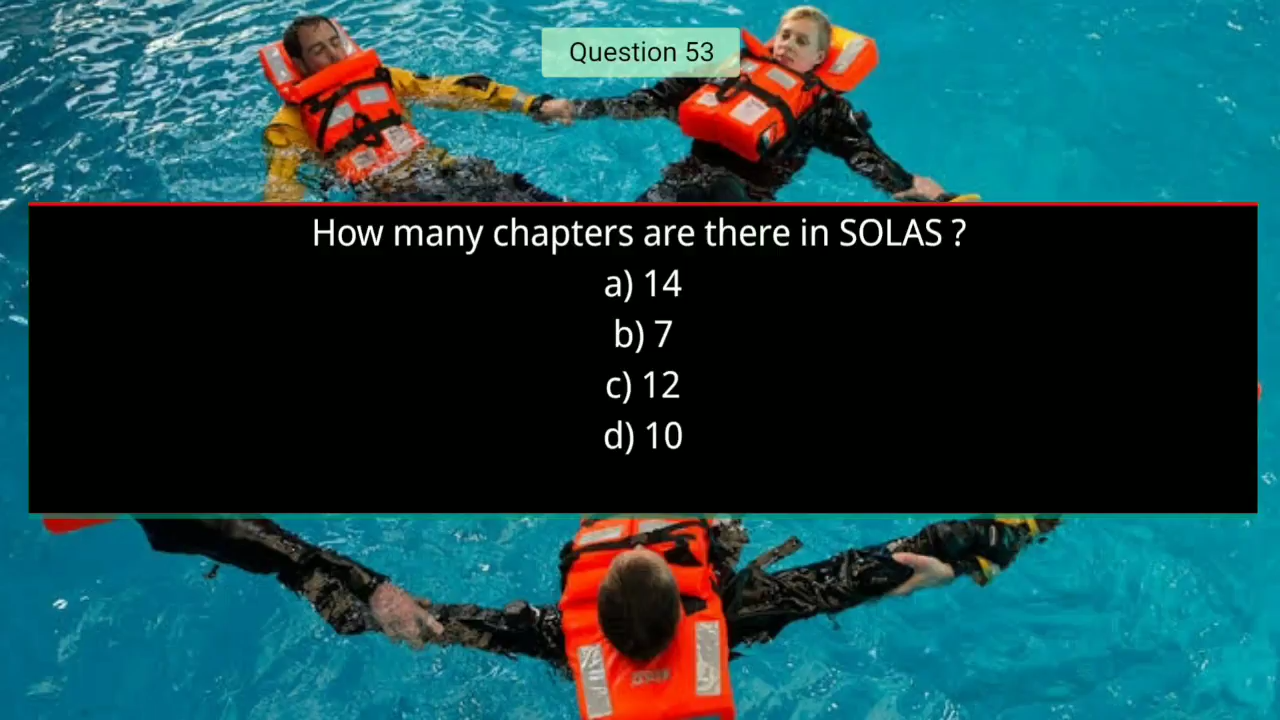 Question 53
How many chapters are there in SOLAS ?
a) 14
b) 7
c) 12
d) 10